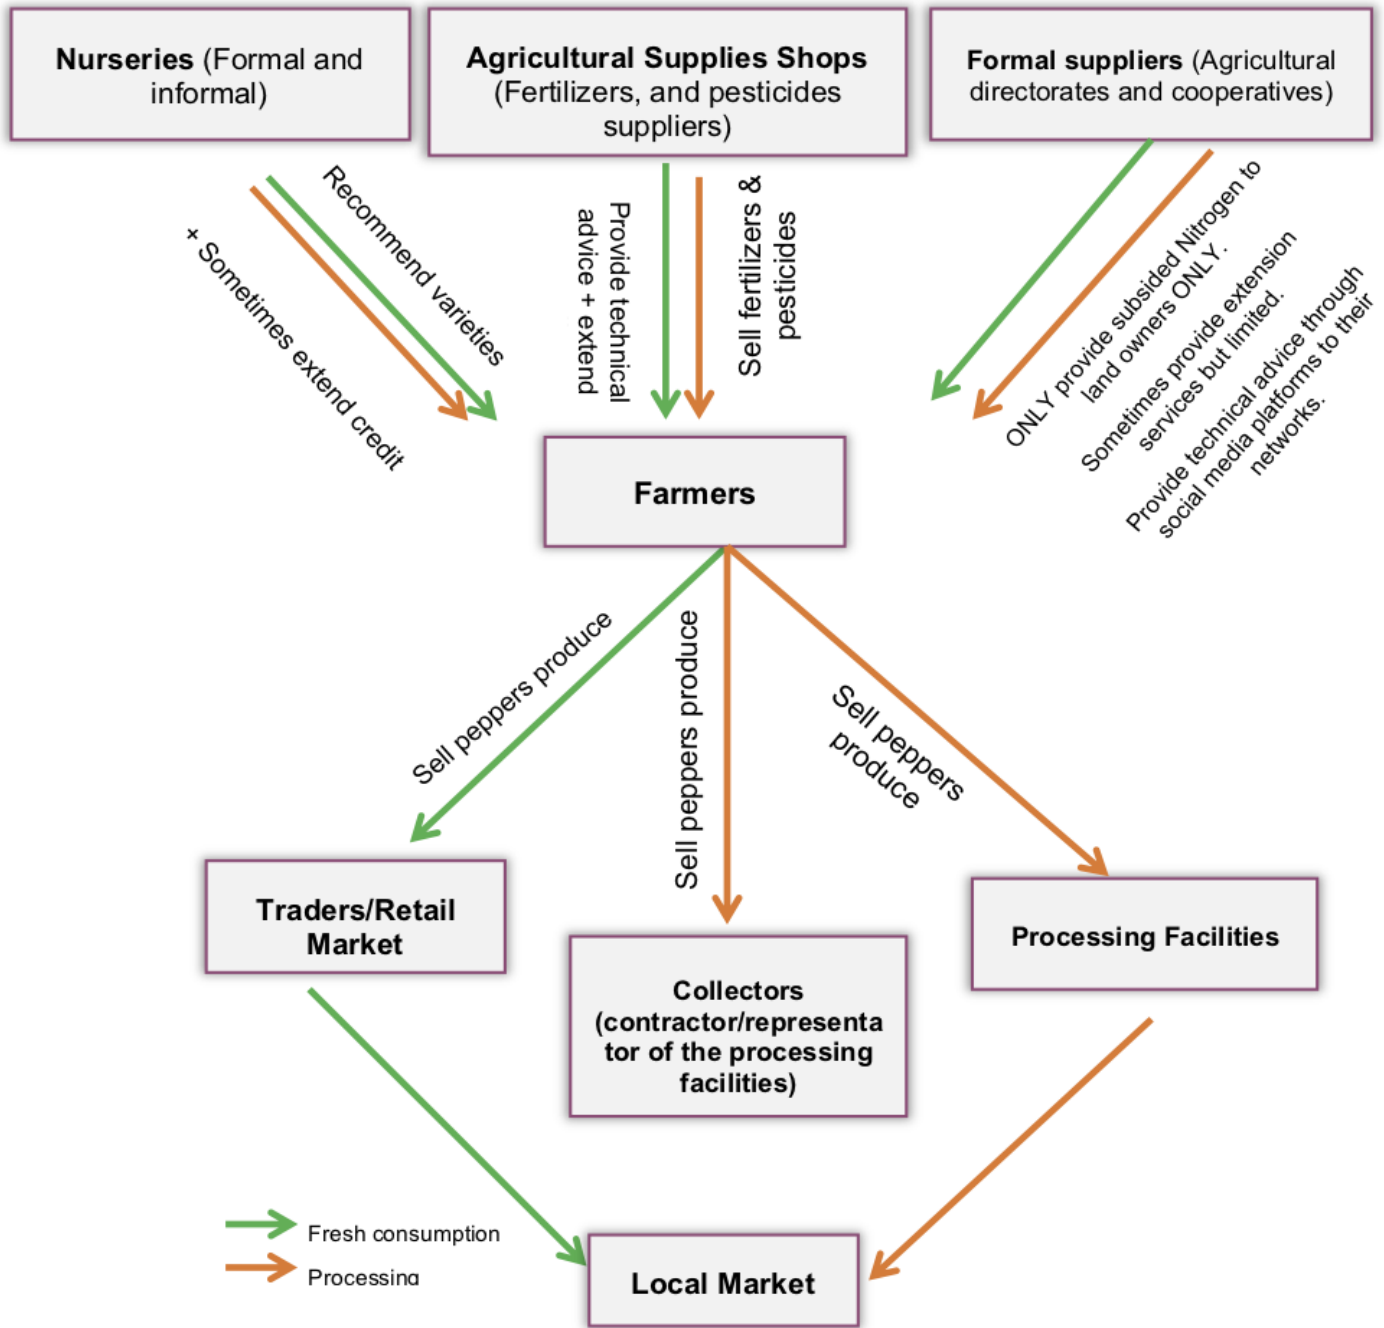 Nurseries (Formal and
informal)
Agricultural Supplies Shops
(Fertilizers, and pesticides
suppliers)
Formal suppliers (Agricultural
directorates and cooperatives)
Recommend varieties
+ Sometimes extend credit
Provide technical
advice + extend
Sell fertilizers &
pesticides
ONLY provide subsided Nitrogen to
land owners ONLY.
Sometimes provide extension
services but limited.
Provide technical advice through
social media platforms to their
networks.
Farmers
Sell peppers produce
Sell peppers produce
Sell peppers
produce
Traders/Retail
Market
Collectors
(contractor/representa
tor of the processing
facilities)
Processing Facilities
Fresh consumption
Processing
Local Market